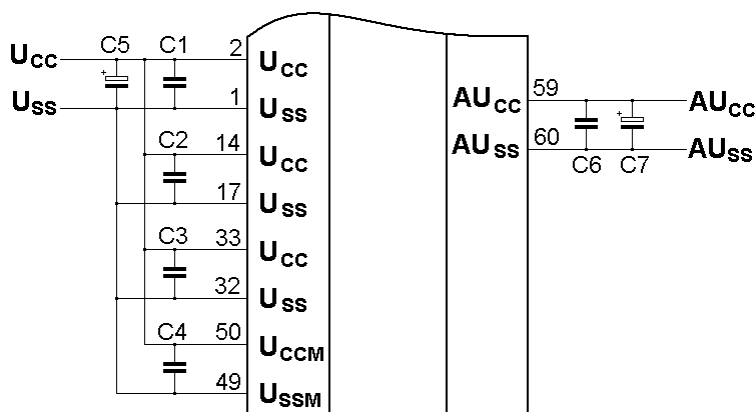 C5 C1 2
UCC UCC
1
USS USS
C2 14
UCC
17
USS
C3 33
UCC
32
USS
C4 50
UCCM
49
USSM
59
AUCC AUCC
60
AUSS AUSS
C6 C7
+
+